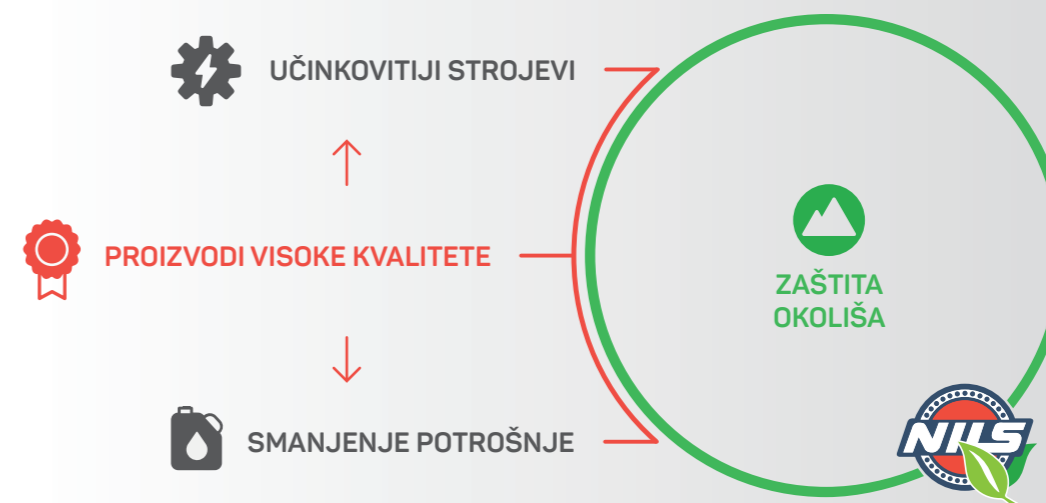 UČINKOVITIJI STROJEVI
PROIZVODI VISOKE KVALITETE
ZAŠTITA
OKOLIŠA
SMANJENJE POTROŠNJE
NILS